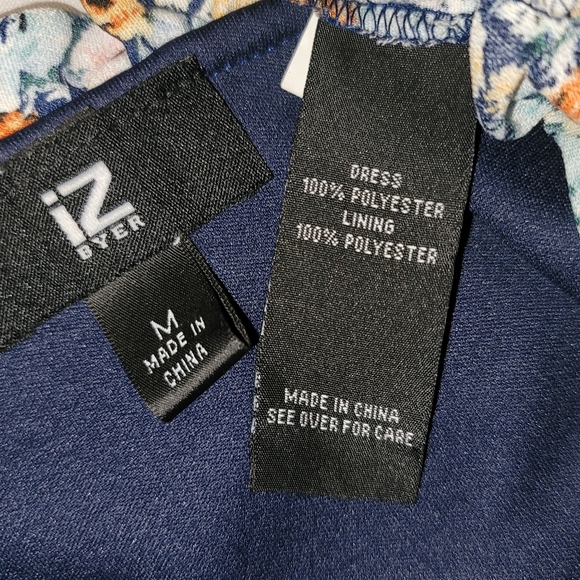 iZ
BYER
M
MADE IN
CHINA
DRESS
100% POLYESTER
LINING
100% POLYESTER
MADE IN CHINA
SEE OVER FOR CARE